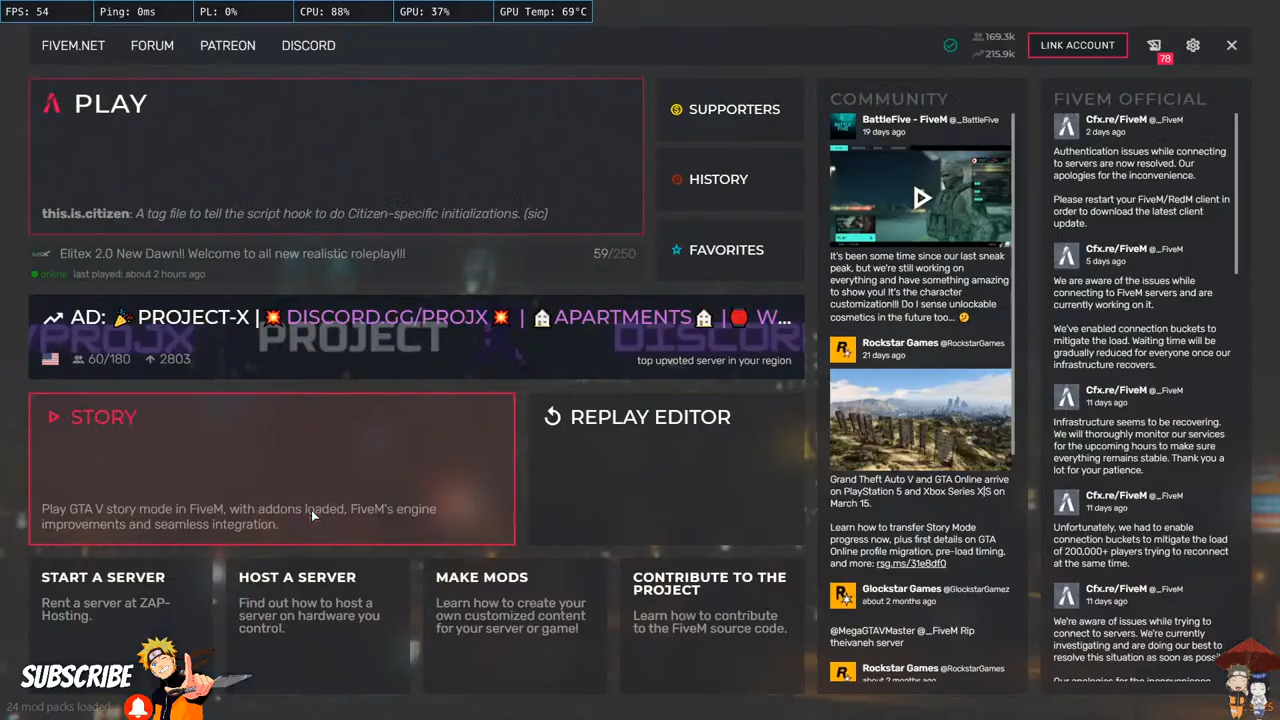 FPS: 54 Ping: 0ms PL: 0% CPU: 88% GPU: 37% GPU Temp: 69°C
FIVEM.NET FORUM PATREON DISCORD
169.3k
215.9k
LINK ACCOUNT
78
PLAY
this.is.citizen: A tag file to tell the script hook to do Citizen-specific initializations. (sic)
Elitex 2.0 New Dawn!! Welcome to all new realistic roleplay!!! 59/250
online last played: about 2 hours ago
SUPPORTERS
HISTORY
FAVORITES
AD: 🎉 PROJECT-X |💥 DISCORD.GG/PROJX 💥 | 🏠 APARTMENTS 🏠 | W...
PROJECT
60/180 2803 top upvoted server in your region
STORY
Play GTA V story mode in FiveM, with addons loaded, FiveM's engine
improvements and seamless integration.
REPLAY EDITOR
START A SERVER
Rent a server at ZAP-
Hosting.
HOST A SERVER
Find out how to host a
server on hardware you
control.
MAKE MODS
Learn how to create your
own customized content
for your server or game!
CONTRIBUTE TO THE
PROJECT
Learn how to contribute
to the FiveM source code.
COMMUNITY
BattleFive - FiveM @_BattleFive
19 days ago
It's been some time since our last sneak
peak, but we're still working on
everything and have something amazing
to show you! It's the character
customization!!! Do I sense unlockable
cosmetics in the future too... 🤔
Rockstar Games @RockstarGames
21 days ago
Grand Theft Auto V and GTA Online arrive
on PlayStation 5 and Xbox Series X|S on
March 15.
Learn how to transfer Story Mode
progress now, plus first details on GTA
Online profile migration, pre-load timing,
and more: rsg.ms/31e8df0
Glockstar Games @GlockstarGamez
about 2 months ago
@MegaGTAVMaster @_FiveM Rip
theivaneh server
Rockstar Games @RockstarGames
about 2 months ago
FIVEM OFFICIAL
Cfx.re/FiveM @_FiveM
2 days ago
Authentication issues while connecting
to servers are now resolved. Our
apologies for the inconvenience.
Please restart your FiveM/RedM client in
order to download the latest client
update.
Cfx.re/FiveM @_FiveM
5 days ago
We are aware of the issues while
connecting to FiveM servers and are
currently working on it.
We've enabled connection buckets to
mitigate the load. Waiting time will be
gradually reduced for everyone once our
infrastructure recovers.
Cfx.re/FiveM @_FiveM
11 days ago
Infrastructure seems to be recovering.
We will thoroughly monitor our services
for the upcoming hours to make sure
everything remains stable. Thank you a
lot for your patience.
Cfx.re/FiveM @_FiveM
11 days ago
Unfortunately, we had to enable
connection buckets to mitigate the load
of 200,000+ players trying to reconnect
at the same time.
Cfx.re/FiveM @_FiveM
11 days ago
We're aware of issues while trying to
connect to servers. We're currently
investigating and are doing our best to
resolve this situation as soon as possi
SUBSCRIBE
24 mod packs loaded